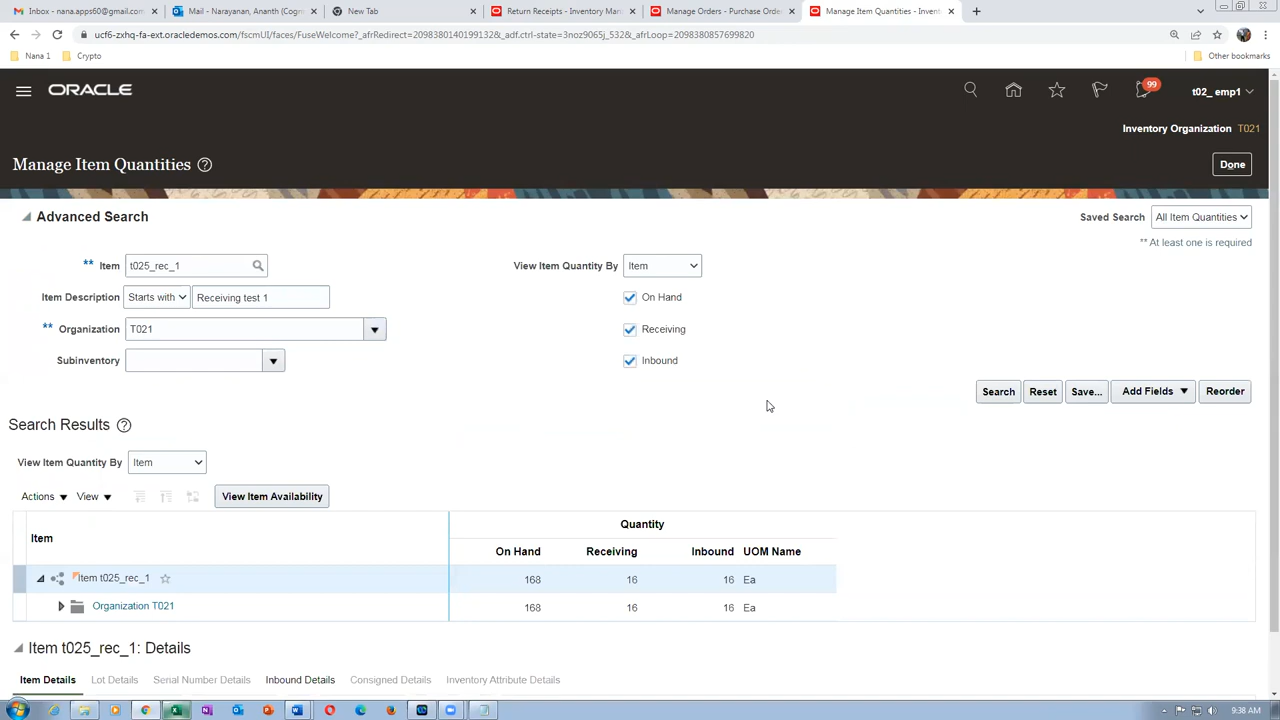 Inbox - nana.apps60@gmail.com
Mail - Narayanan, Ananth (Cogni
New Tab
Return Receipts - Inventory Man
Manage Orders - Purchase Order
Manage Item Quantities - Invent
ucf6-zxhq-fa-ext.oracledemos.com/fscmUI/faces/FuseWelcome?_afrRedirect=2098380140199132&_adf.ctrl-state=3noz9065j_532&_afrLoop=2098380857699820
Nana 1
Crypto
Other bookmarks
ORACLE
99
t02_emp1
Inventory Organization T021
Manage Item Quantities
Done
Advanced Search
Saved Search All Item Quantities
** At least one is required
** Item t025_rec_1
View Item Quantity By Item
Item Description Starts with Receiving test 1
On Hand
** Organization T021
Receiving
Subinventory
Inbound
Search Reset Save... Add Fields Reorder
Search Results
View Item Quantity By Item
Actions View View Item Availability
Quantity
Item
On Hand Receiving Inbound UOM Name
Item t025_rec_1 168 16 16 Ea
Organization T021 168 16 16 Ea
Item t025_rec_1: Details
Item Details Lot Details Serial Number Details Inbound Details Consigned Details Inventory Attribute Details
9:38 AM